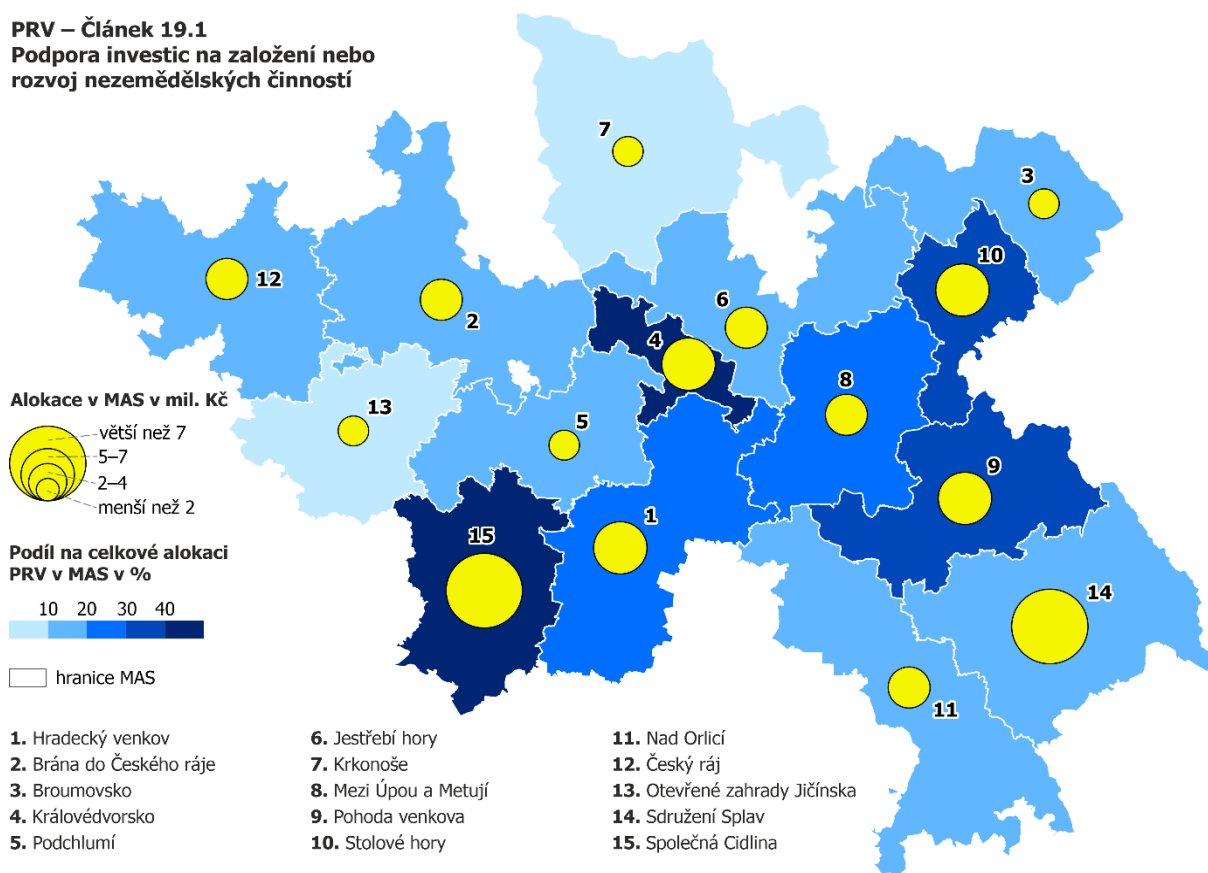 PRV – Článek 19.1
Podpora investic na založení nebo
rozvoj nezemědělských činností
7
3
10
12
2
6
4
8
13
5
9
1
15
14
11
Alokace v MAS v mil. Kč
větší než 7
5–7
2–4
menší než 2
Podíl na celkové alokaci
PRV v MAS v %
10 20 30 40
hranice MAS
1. Hradecký venkov
2. Brána do Českého ráje
3. Broumovsko
4. Královédvorsko
5. Podchlumí
6. Jestřebí hory
7. Krkonoše
8. Mezi Úpou a Metují
9. Pohoda venkova
10. Stolové hory
11. Nad Orlicí
12. Český ráj
13. Otevřené zahrady Jičínska
14. Sdružení Splav
15. Společná Cidlina